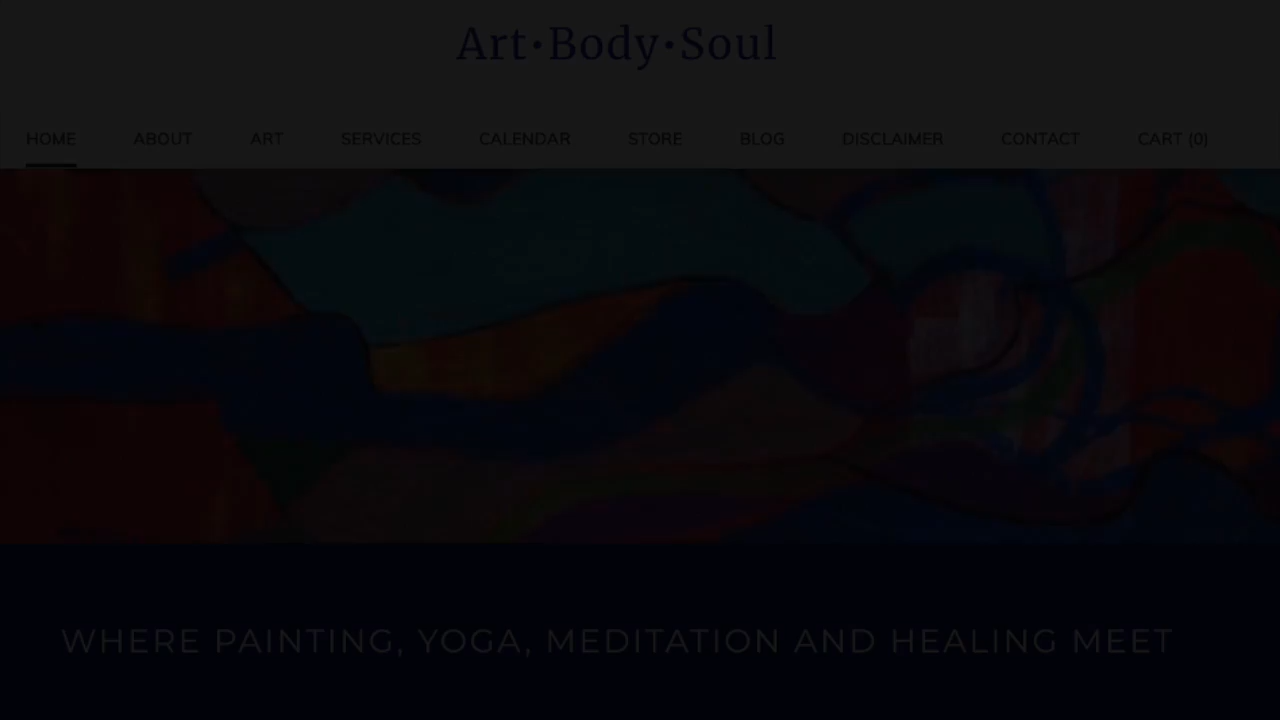 Art•Body•Soul
HOME ABOUT ART SERVICES CALENDAR STORE BLOG DISCLAIMER CONTACT CART (0)
WHERE PAINTING, YOGA, MEDITATION AND HEALING MEET